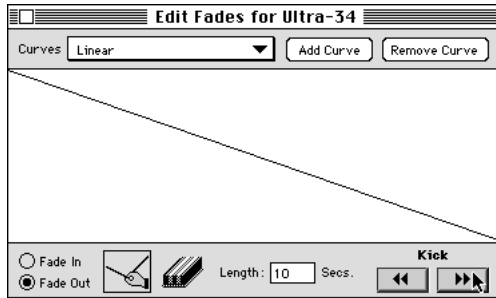 Edit Fades for Ultra-34
Curves Linear Add Curve Remove Curve
Kick
Fade In
Fade Out
Length: 10 Secs.